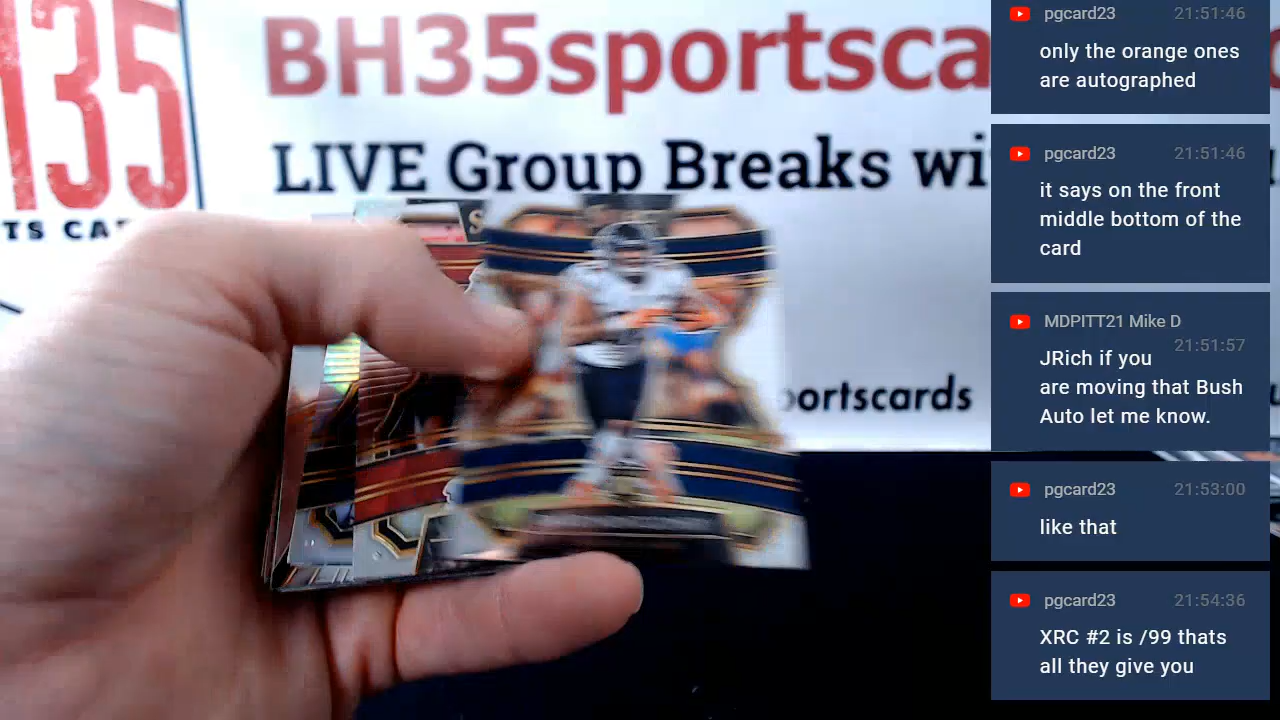 135
TS CA
BH35sportsca
LIVE Group Breaks wi
ortscards
S
pgcard23 21:51:46
only the orange ones
are autographed
pgcard23 21:51:46
it says on the front
middle bottom of the
card
MDPITT21 Mike D
21:51:57
JRich if you
are moving that Bush
Auto let me know.
pgcard23 21:53:00
like that
pgcard23 21:54:36
XRC #2 is /99 thats
all they give you